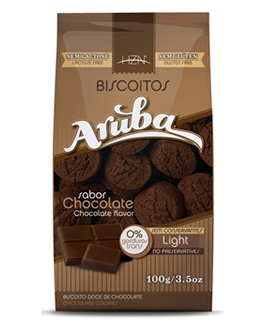 SEM LACTOSE
LACTOSE FREE
HZN
SEM GLÚTEN
GLUTEN FREE
BISCOITOS
Aruba
sabor
Chocolate
Chocolate flavor
0%
gorduras
trans
SEM CONSERVANTES
Light
NO PRESERVATIVES
100g/3.5oz
BISCOITO DOCE DE CHOCOLATE
CHOCOLATE COOKIES